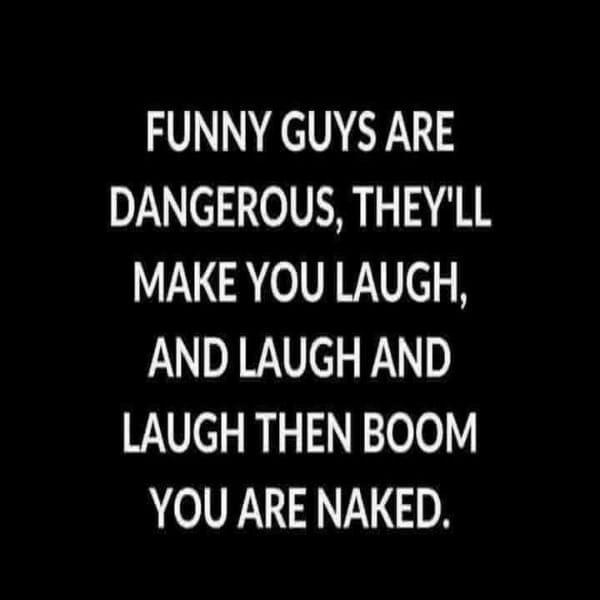 FUNNY GUYS ARE
DANGEROUS, THEY'LL
MAKE YOU LAUGH,
AND LAUGH AND
LAUGH THEN BOOM
YOU ARE NAKED.